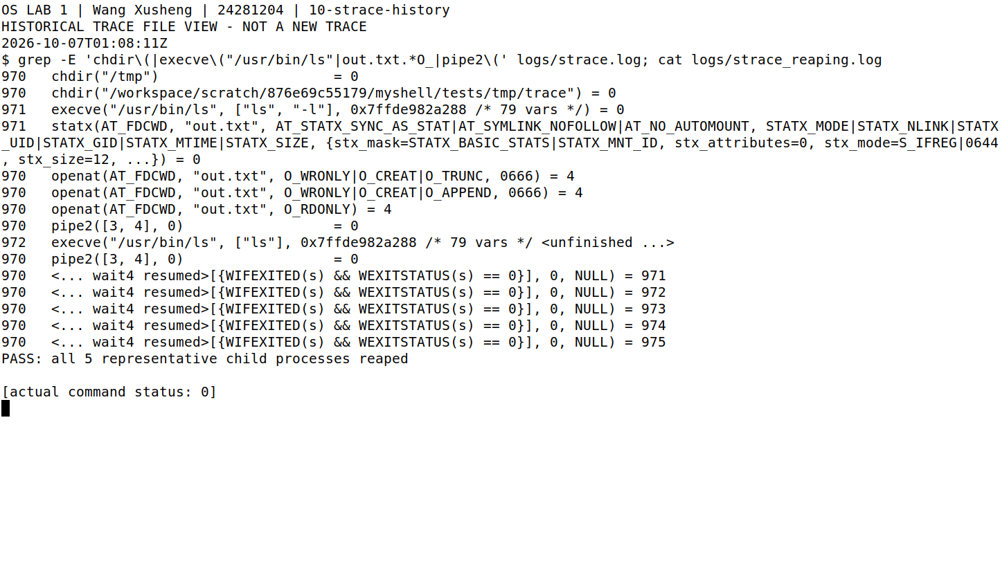 OS LAB 1 | Wang Xusheng | 24281204 | 10-strace-history
HISTORICAL TRACE FILE VIEW - NOT A NEW TRACE
2026-10-07T01:08:11Z
$ grep -E 'chdir\(|execve\("/usr/bin/ls"|out.txt.*O_|pipe2\(' logs/strace.log; cat logs/strace_reaping.log
970   chdir("/tmp")                     = 0
970   chdir("/workspace/scratch/876e69c55179/myshell/tests/tmp/trace") = 0
971   execve("/usr/bin/ls", ["ls", "-l"], 0x7ffde982a288 /* 79 vars */) = 0
971   statx(AT_FDCWD, "out.txt", AT_STATX_SYNC_AS_STAT|AT_SYMLINK_NOFOLLOW|AT_NO_AUTOMOUNT, STATX_MODE|STATX_NLINK|STATX
_UID|STATX_GID|STATX_MTIME|STATX_SIZE, {stx_mask=STATX_BASIC_STATS|STATX_MNT_ID, stx_attributes=0, stx_mode=S_IFREG|0644
, stx_size=12, ...}) = 0
970   openat(AT_FDCWD, "out.txt", O_WRONLY|O_CREAT|O_TRUNC, 0666) = 4
970   openat(AT_FDCWD, "out.txt", O_WRONLY|O_CREAT|O_APPEND, 0666) = 4
970   openat(AT_FDCWD, "out.txt", O_RDONLY) = 4
970   pipe2([3, 4], 0)                  = 0
972   execve("/usr/bin/ls", ["ls"], 0x7ffde982a288 /* 79 vars */ <unfinished ...>
970   pipe2([3, 4], 0)                  = 0
970   <... wait4 resumed>[{WIFEXITED(s) && WEXITSTATUS(s) == 0}], 0, NULL) = 971
970   <... wait4 resumed>[{WIFEXITED(s) && WEXITSTATUS(s) == 0}], 0, NULL) = 972
970   <... wait4 resumed>[{WIFEXITED(s) && WEXITSTATUS(s) == 0}], 0, NULL) = 973
970   <... wait4 resumed>[{WIFEXITED(s) && WEXITSTATUS(s) == 0}], 0, NULL) = 974
970   <... wait4 resumed>[{WIFEXITED(s) && WEXITSTATUS(s) == 0}], 0, NULL) = 975
PASS: all 5 representative child processes reaped
[actual command status: 0]